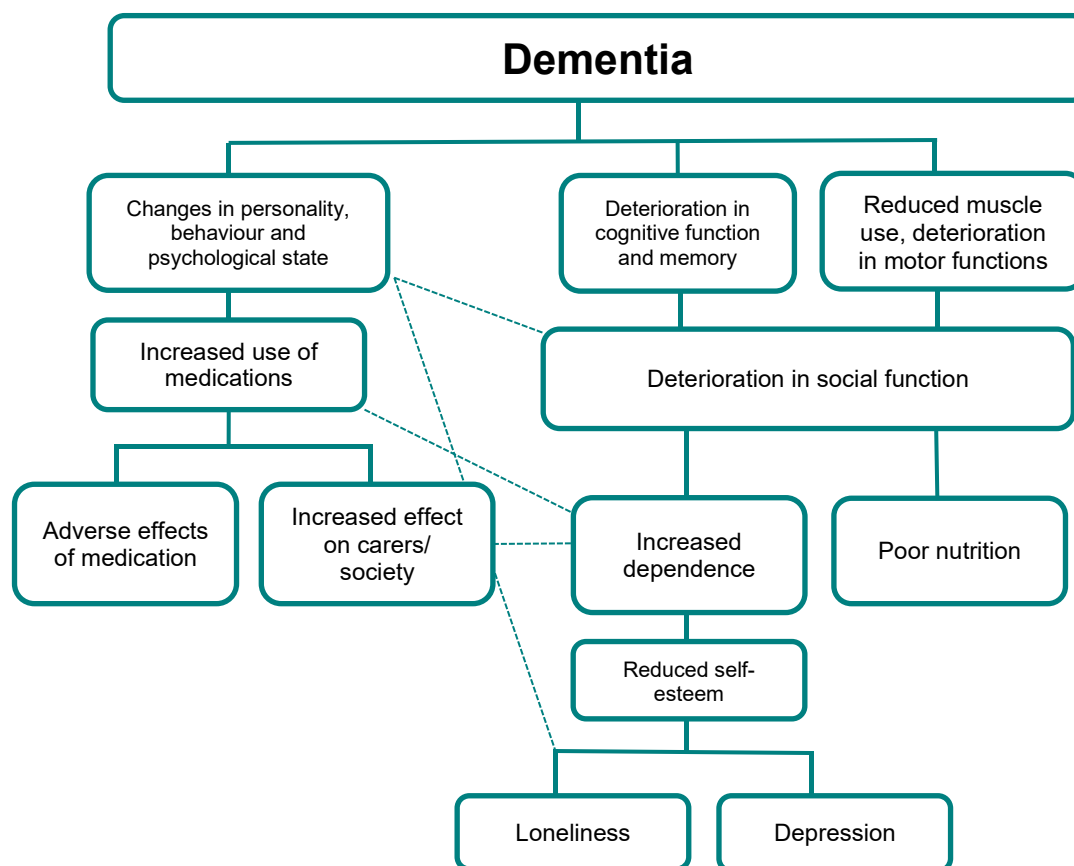 Dementia
Changes in personality,
behaviour and
psychological state
Deterioration in
cognitive function
and memory
Reduced muscle
use, deterioration
in motor functions
Increased use of
medications
Deterioration in social function
Adverse effects
of medication
Increased effect
on carers/
society
Increased
dependence
Poor nutrition
Reduced self-
esteem
Loneliness
Depression